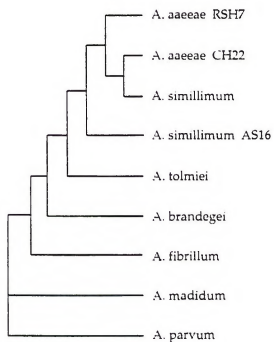 A. aaeeae RSH7
A. aaeeae CH22
A. simillimum
A. simillimum AS16
A. tolmiei
A. brandegei
A. fibrillum
A. madidum
A. parvum